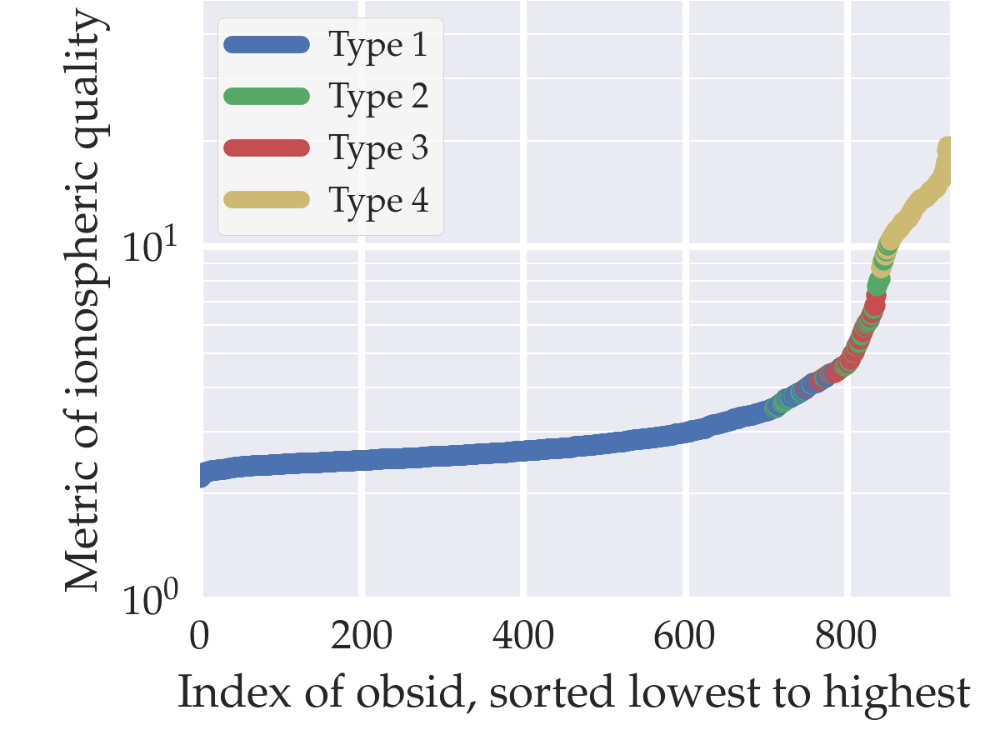 Metric of ionospheric quality
Type 1
Type 2
Type 3
Type 4
10¹
10⁰
0 200 400 600 800
Index of obsid, sorted lowest to highest